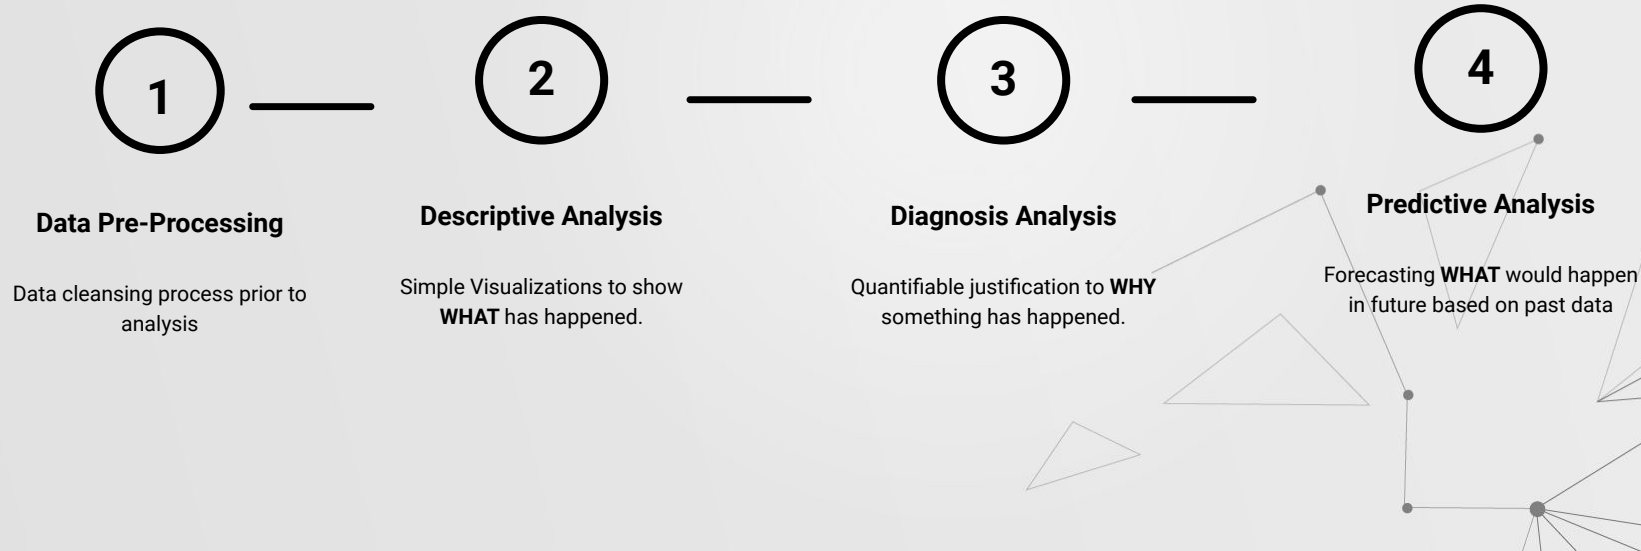 1
Data Pre-Processing
Data cleansing process prior to
analysis
2
Descriptive Analysis
Simple Visualizations to show
WHAT has happened.
3
Diagnosis Analysis
Quantifiable justification to WHY
something has happened.
4
Predictive Analysis
Forecasting WHAT would happen
in future based on past data